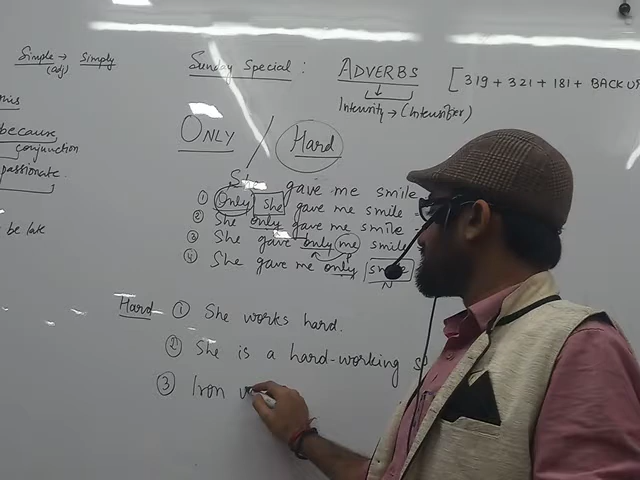 Simple → Simply
(adj)
because
conjunction
passionate.
be late
Sunday Special :
ADVERBS
Intensity → (Intensifier)
[ 319 + 321 + 181 + BACK UP
ONLY / Hard
She gave me smile
① Only she gave me smile
② She only gave me smile
③ She gave only me smile
④ She gave me only smile
N
Hard ① She works hard.
② She is a hard-working
③ Iron